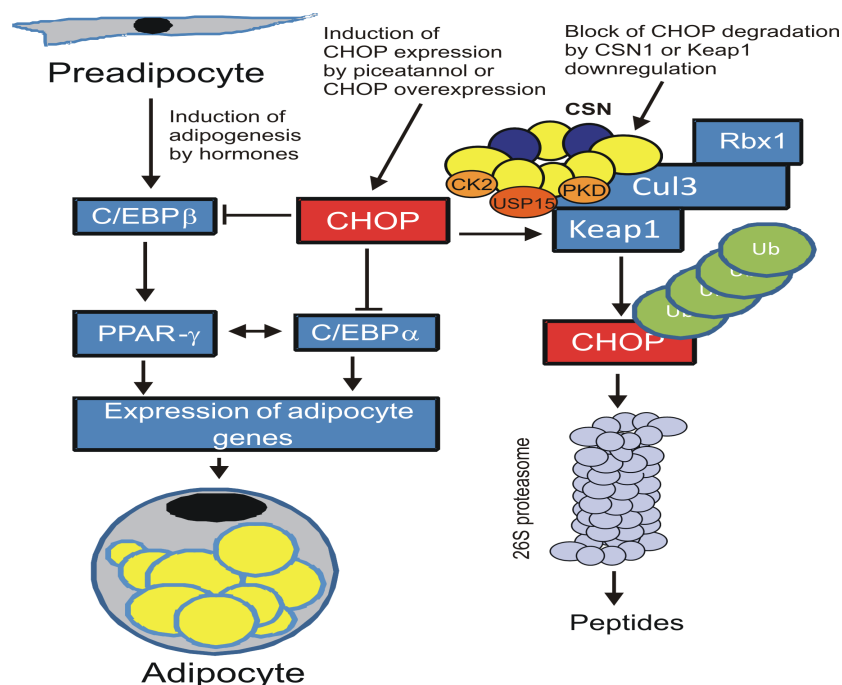 Preadipocyte
Induction of
adipogenesis
by hormones
Induction of
CHOP expression
by piceatannol or
CHOP overexpression
Block of CHOP degradation
by CSN1 or Keap1
downregulation
CSN
Rbx1
CK2
USP15
PKD
Cul3
Keap1
C/EBPβ
CHOP
PPAR-γ
C/EBPα
Expression of adipocyte
genes
Adipocyte
Ub
Ub
CHOP
26S proteasome
Peptides